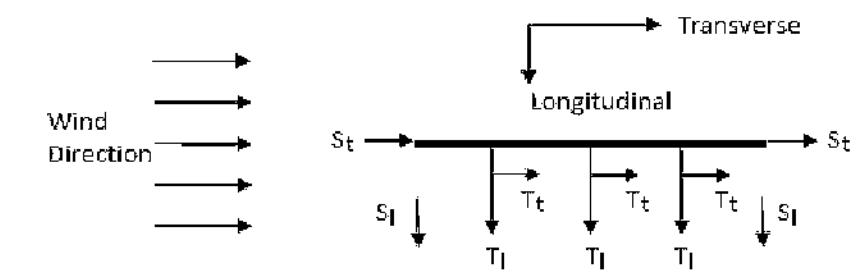 Transverse
Longitudinal
Wind
Direction
St
St
Tt
Tt
Tt
Sl
Sl
Tl
Tl
Tl